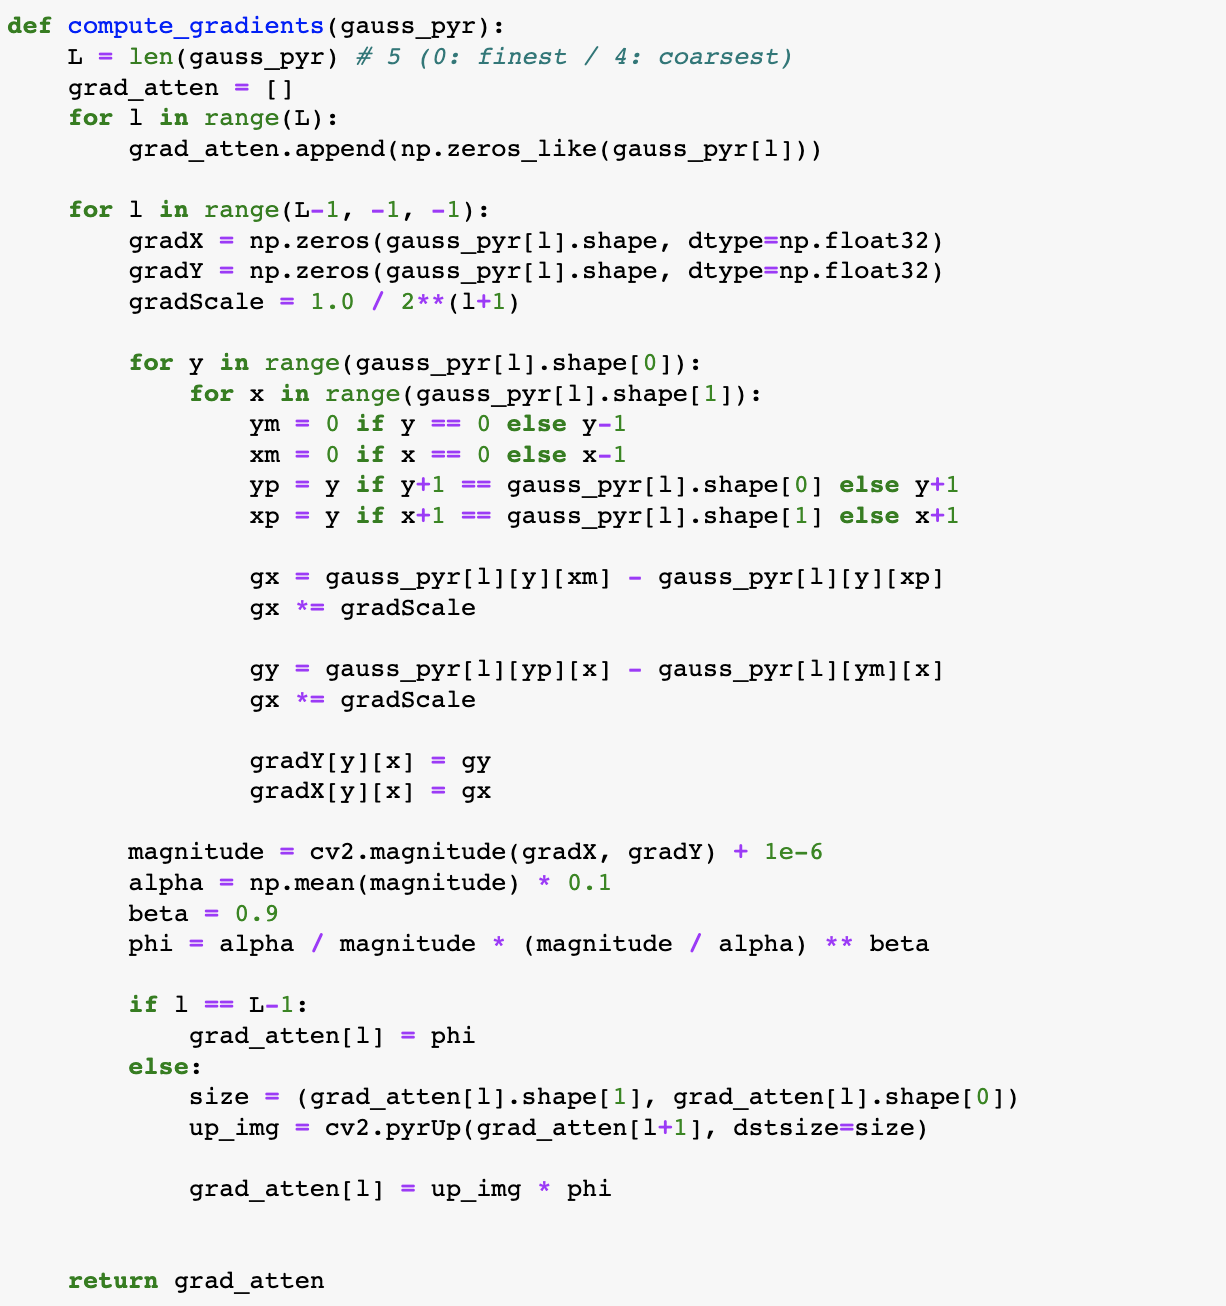 def compute_gradients(gauss_pyr):
    L = len(gauss_pyr) # 5 (0: finest / 4: coarsest)
    grad_atten = []
    for l in range(L):
        grad_atten.append(np.zeros_like(gauss_pyr[l]))

    for l in range(L-1, -1, -1):
        gradX = np.zeros(gauss_pyr[l].shape, dtype=np.float32)
        gradY = np.zeros(gauss_pyr[l].shape, dtype=np.float32)
        gradScale = 1.0 / 2**(l+1)

        for y in range(gauss_pyr[l].shape[0]):
            for x in range(gauss_pyr[l].shape[1]):
                ym = 0 if y == 0 else y-1
                xm = 0 if x == 0 else x-1
                yp = y if y+1 == gauss_pyr[l].shape[0] else y+1
                xp = y if x+1 == gauss_pyr[l].shape[1] else x+1

                gx = gauss_pyr[l][y][xm] - gauss_pyr[l][y][xp]
                gx *= gradScale

                gy = gauss_pyr[l][yp][x] - gauss_pyr[l][ym][x]
                gx *= gradScale

                gradY[y][x] = gy
                gradX[y][x] = gx

        magnitude = cv2.magnitude(gradX, gradY) + 1e-6
        alpha = np.mean(magnitude) * 0.1
        beta = 0.9
        phi = alpha / magnitude * (magnitude / alpha) ** beta

        if l == L-1:
            grad_atten[l] = phi
        else:
            size = (grad_atten[l].shape[1], grad_atten[l].shape[0])
            up_img = cv2.pyrUp(grad_atten[l+1], dstsize=size)

            grad_atten[l] = up_img * phi


    return grad_atten